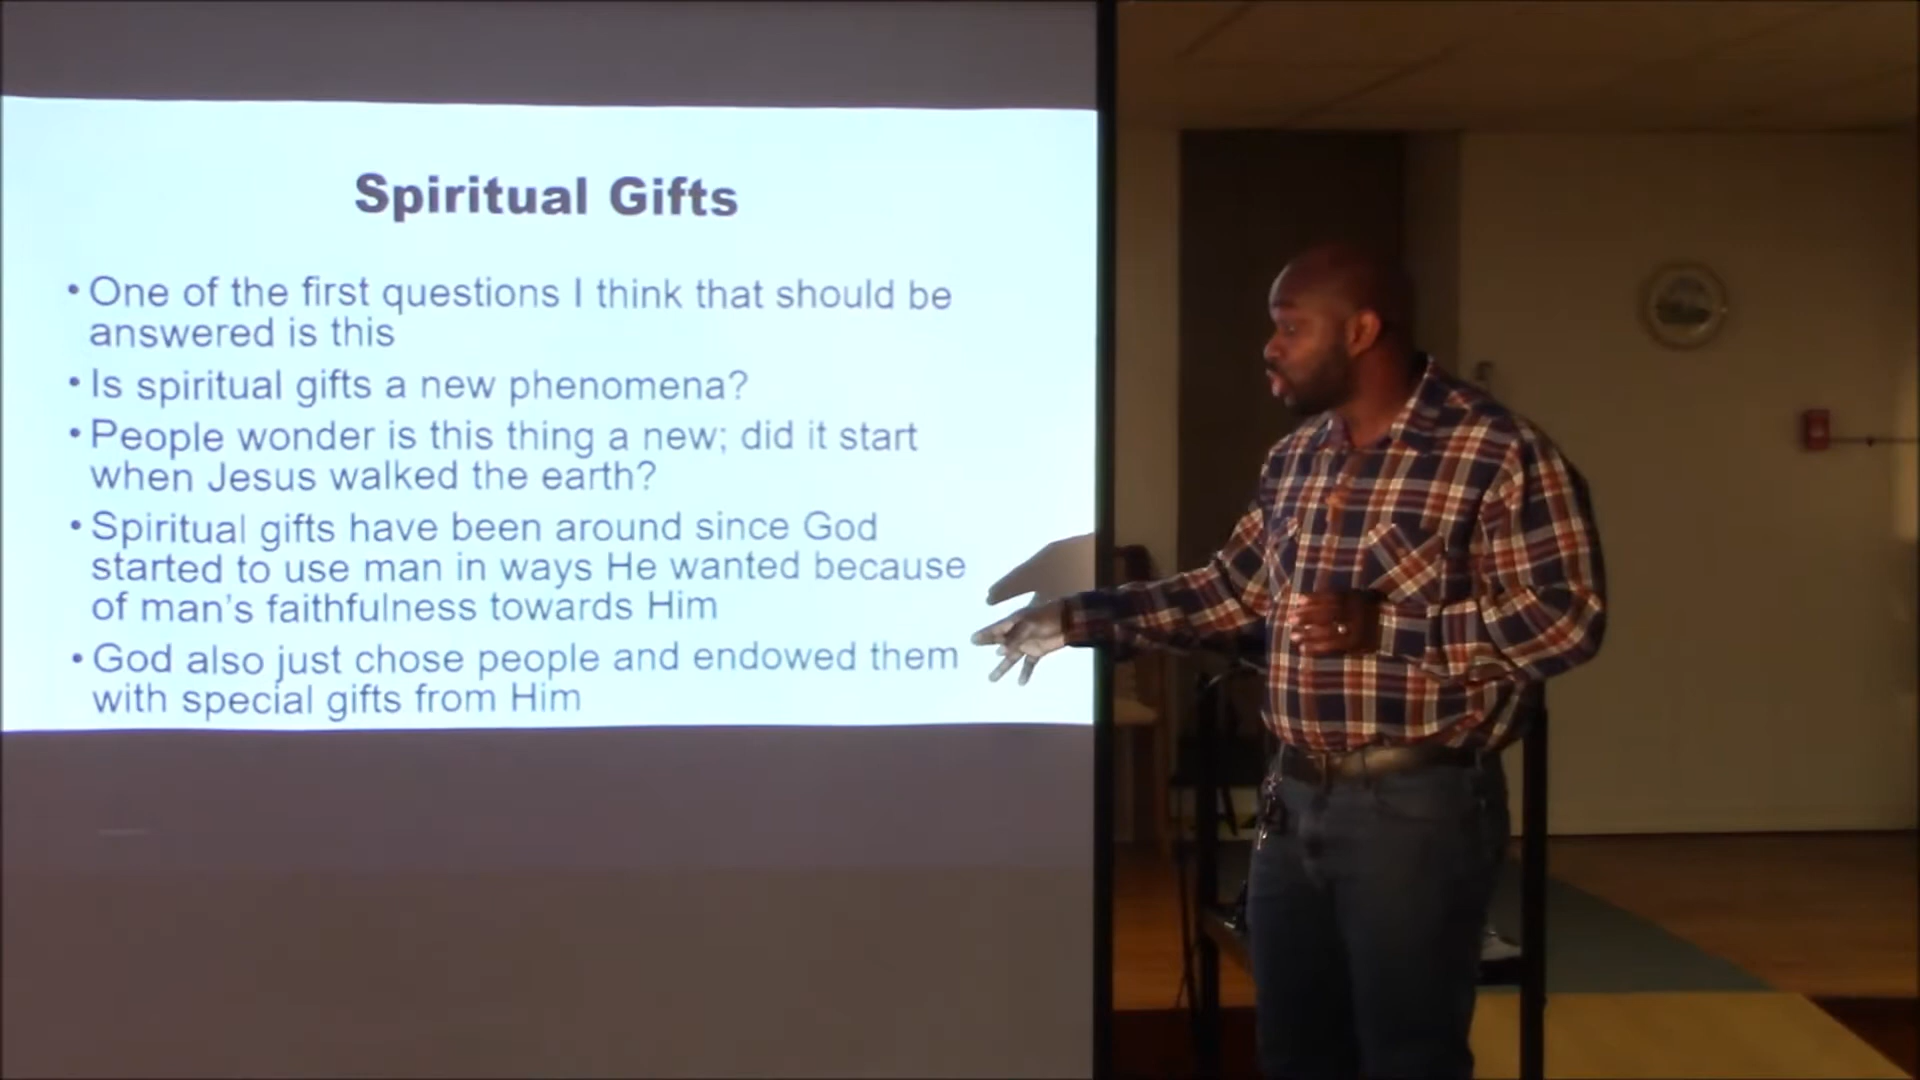 Spiritual Gifts
• One of the first questions I think that should be
answered is this
• Is spiritual gifts a new phenomena?
• People wonder is this thing a new; did it start
when Jesus walked the earth?
• Spiritual gifts have been around since God
started to use man in ways He wanted because
of man's faithfulness towards Him
• God also just chose people and endowed them
with special gifts from Him